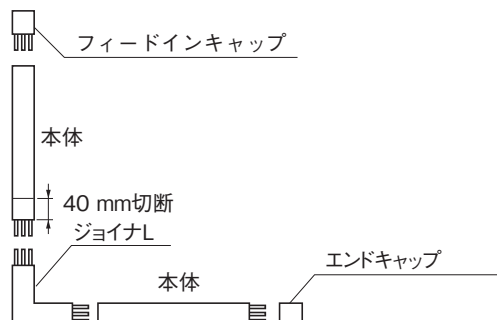 フィードインキャップ
本体
40 mm切断
ジョイナL
本体
エンドキャップ